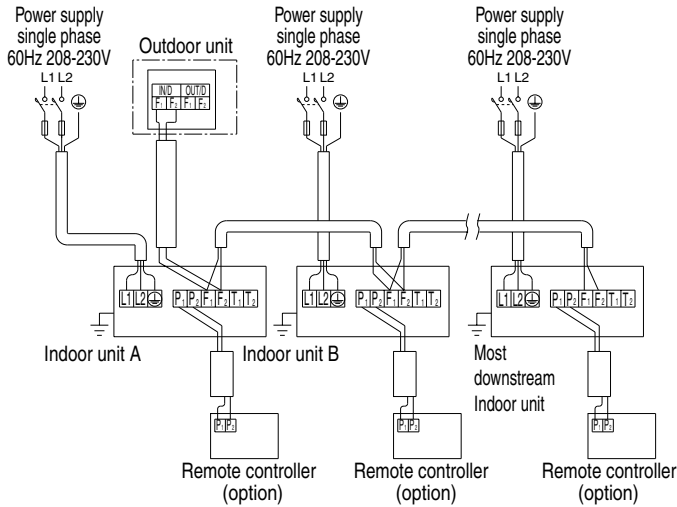 Power supply
single phase
60Hz 208-230V
L1 L2
Outdoor unit
IN/D OUT/D
F1 F2 F1 F2
Power supply
single phase
60Hz 208-230V
L1 L2
Power supply
single phase
60Hz 208-230V
L1 L2
L1 L2
P1 P2 F1 F2 T1 T2
L1 L2
P1 P2 F1 F2 T1 T2
L1 L2
P1 P2 F1 F2 T1 T2
Indoor unit A
Indoor unit B
Most
downstream
Indoor unit
P1 P2
P1 P2
P1 P2
Remote controller
(option)
Remote controller
(option)
Remote controller
(option)